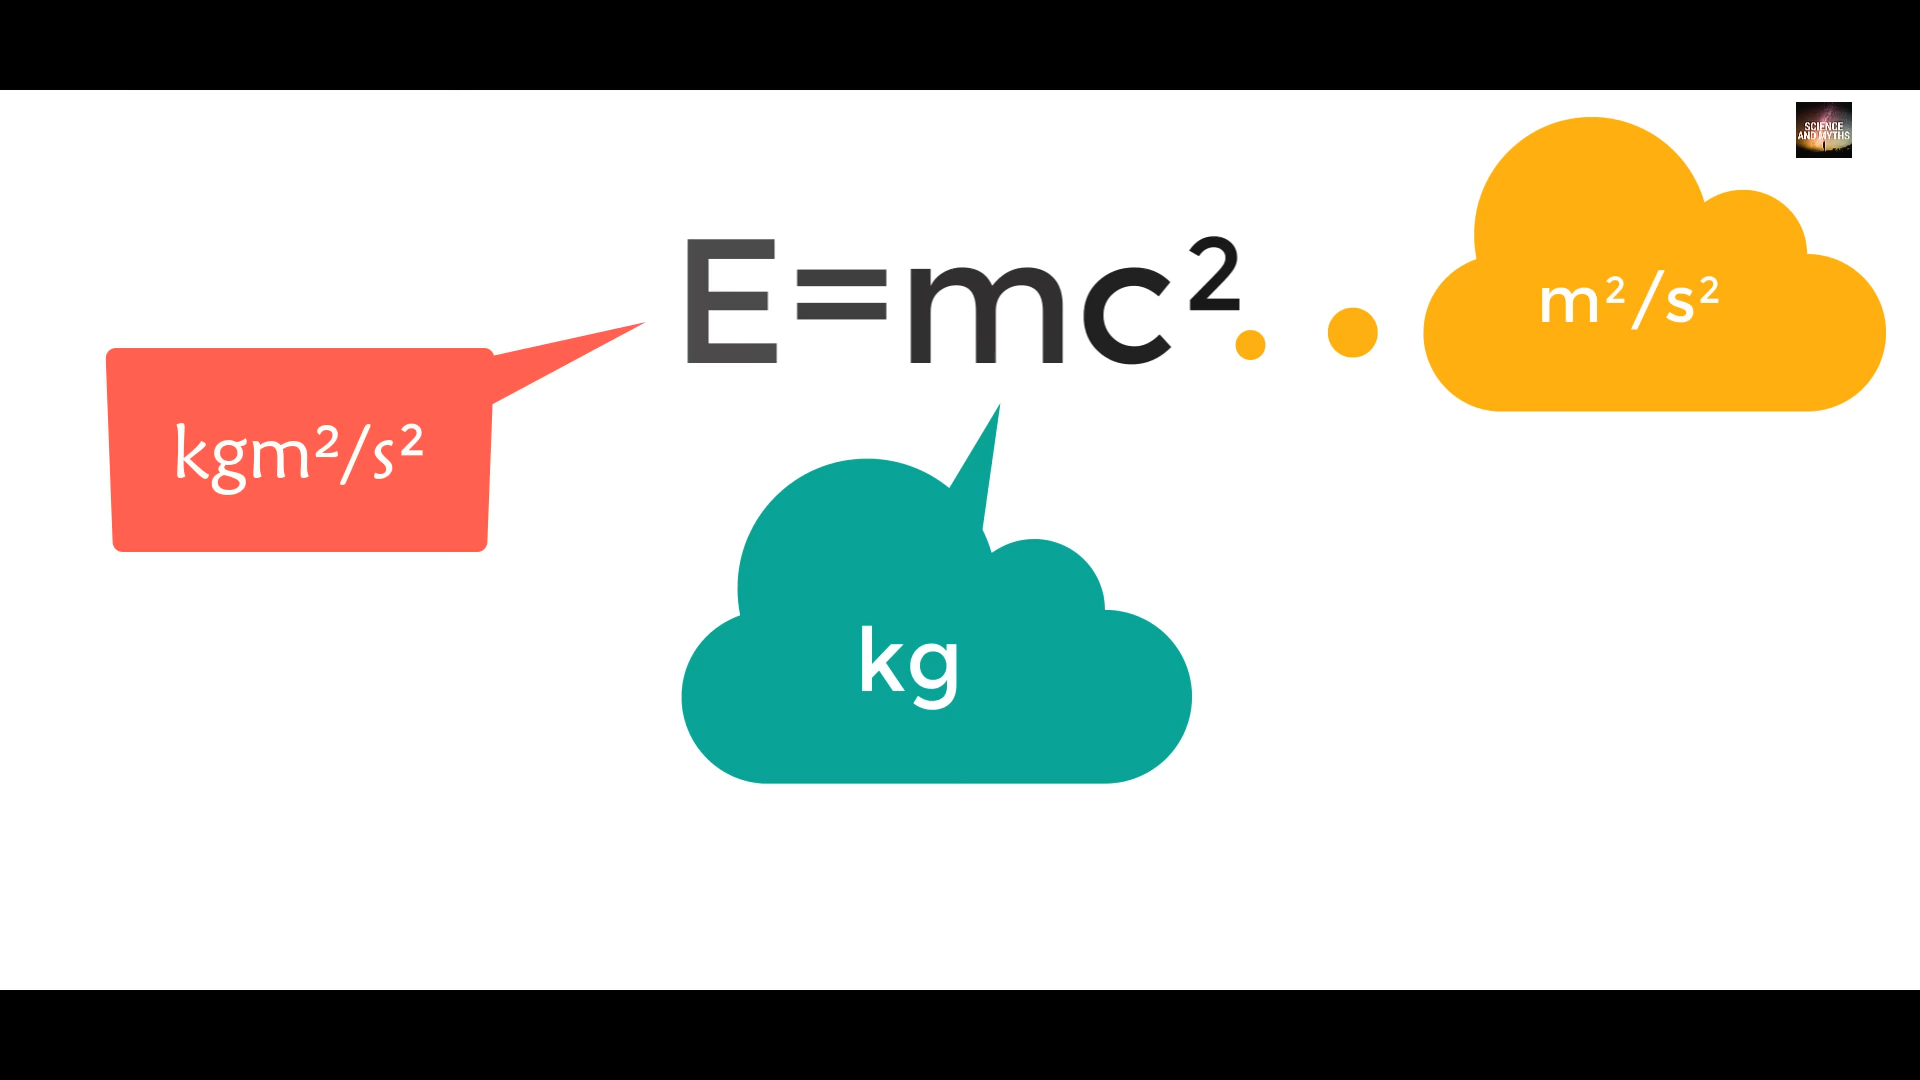 SCIENCE
AND MYTHS
E=mc²
m²/s²
kgm²/s²
kg